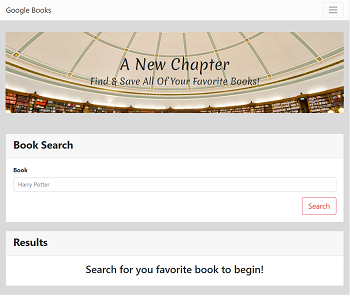 Google Books
A New Chapter
Find & Save All Of Your Favorite Books!
Book Search
Book
Harry Potter
Search
Results
Search for you favorite book to begin!